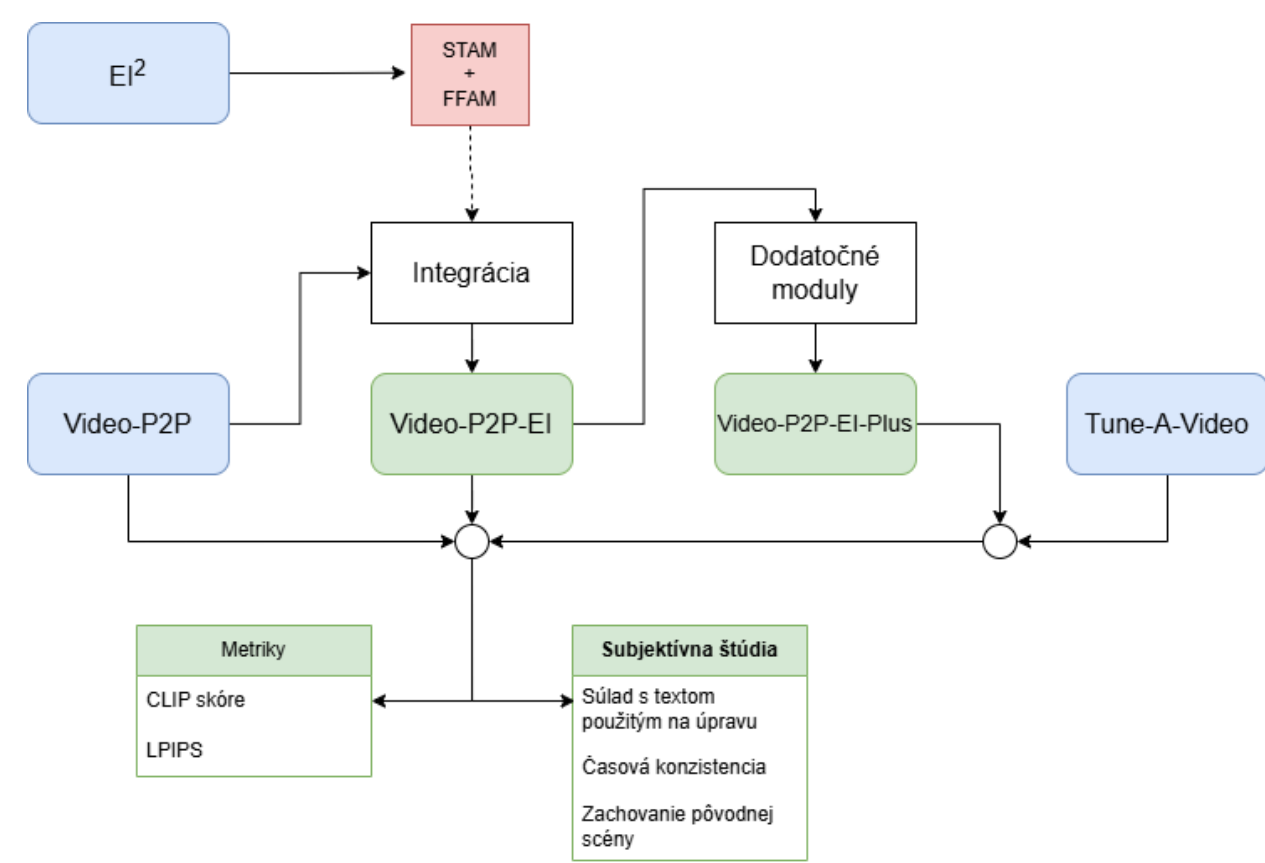 EI²
STAM
+
FFAM
Integrácia
Dodatočné
moduly
Video-P2P
Video-P2P-EI
Video-P2P-EI-Plus
Tune-A-Video
Metriky
CLIP skóre
LPIPS
Subjektívna štúdia
Súlad s textom
použitým na úpravu
Časová konzistencia
Zachovanie pôvodnej
scény